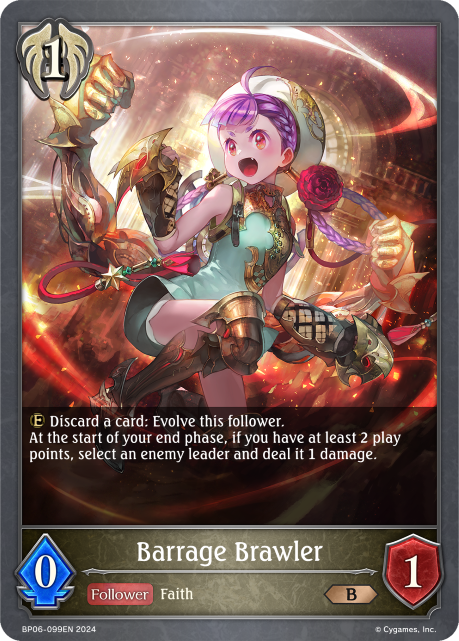 1
E Discard a card: Evolve this follower.
At the start of your end phase, if you have at least 2 play
points, select an enemy leader and deal it 1 damage.
Barrage Brawler
0
Follower Faith
B
1
BP06-099EN 2024
© Cygames, Inc.